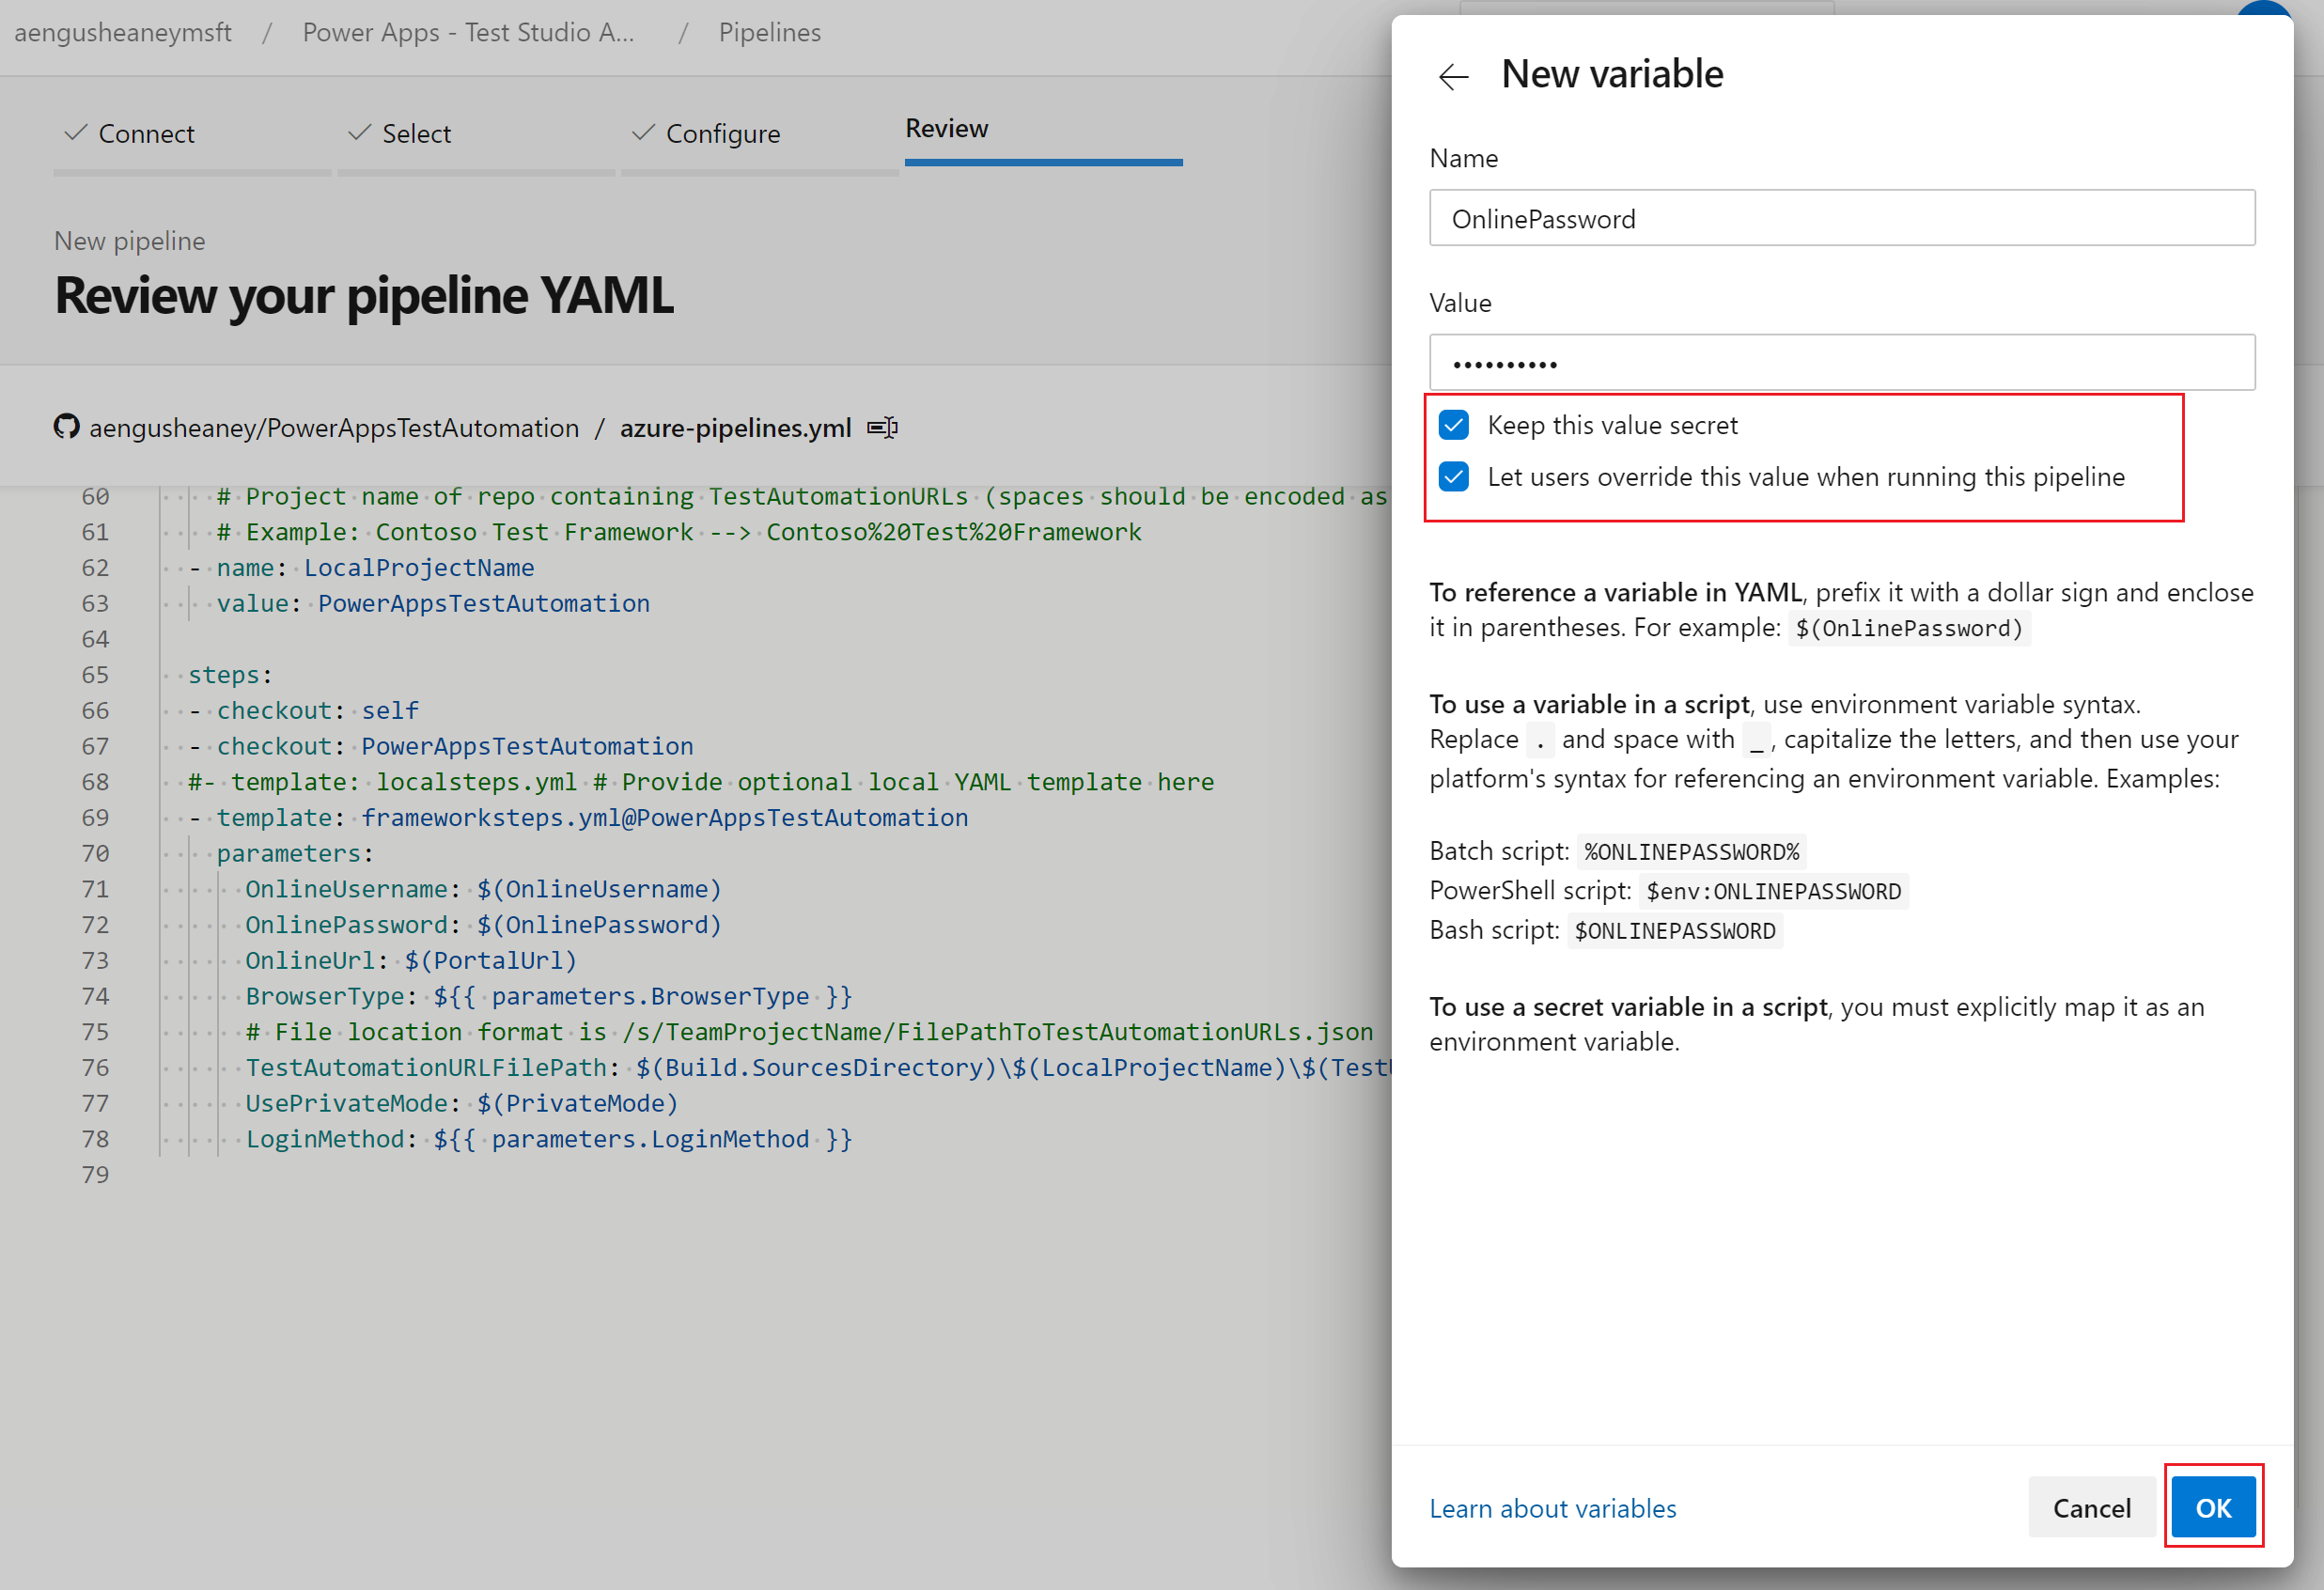 aengusheaneymsft / Power Apps - Test Studio A... / Pipelines
Connect
Select
Configure
Review
New pipeline
Review your pipeline YAML
aengusheaney/PowerAppsTestAutomation / azure-pipelines.yml
60 # Project name of repo containing TestAutomationURLs (spaces should be encoded as
61 # Example: Contoso Test Framework --> Contoso%20Test%20Framework
62 - name: LocalProjectName
63 value: PowerAppsTestAutomation
64
65 steps:
66 - checkout: self
67 - checkout: PowerAppsTestAutomation
68 #- template: localsteps.yml # Provide optional local YAML template here
69 - template: frameworksteps.yml@PowerAppsTestAutomation
70 parameters:
71 OnlineUsername: $(OnlineUsername)
72 OnlinePassword: $(OnlinePassword)
73 OnlineUrl: $(PortalUrl)
74 BrowserType: ${{ parameters.BrowserType }}
75 # File location format is /s/TeamProjectName/FilePathToTestAutomationURLs.json
76 TestAutomationURLFilePath: $(Build.SourcesDirectory)\$(LocalProjectName)\$(TestU
77 UsePrivateMode: $(PrivateMode)
78 LoginMethod: ${{ parameters.LoginMethod }}
79
New variable
Name
OnlinePassword
Value
••••••••••
Keep this value secret
Let users override this value when running this pipeline
To reference a variable in YAML, prefix it with a dollar sign and enclose
it in parentheses. For example: $(OnlinePassword)
To use a variable in a script, use environment variable syntax.
Replace . and space with _, capitalize the letters, and then use your
platform's syntax for referencing an environment variable. Examples:
Batch script: %ONLINEPASSWORD%
PowerShell script: $env:ONLINEPASSWORD
Bash script: $ONLINEPASSWORD
To use a secret variable in a script, you must explicitly map it as an
environment variable.
Learn about variables
Cancel
OK